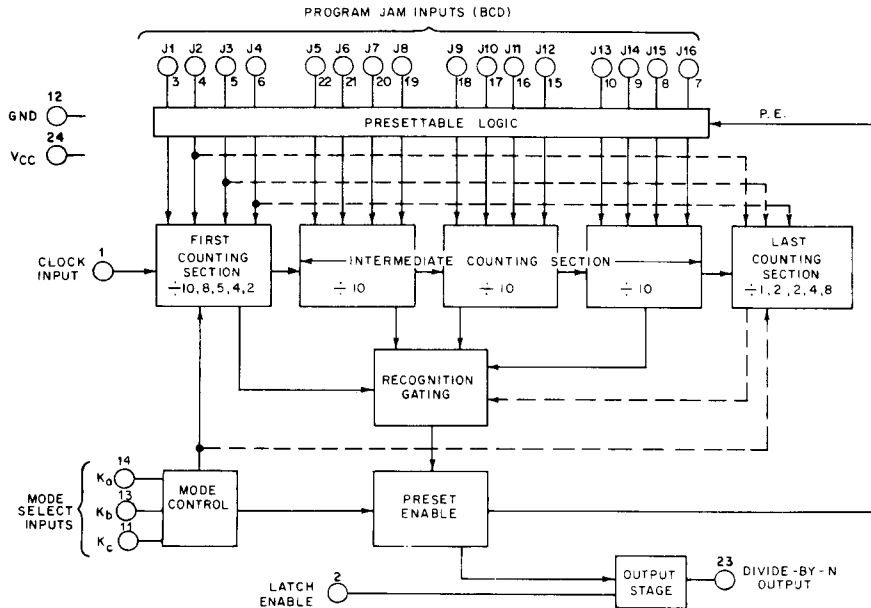 PROGRAM JAM INPUTS (BCD)
J1 J2 J3 J4 J5 J6 J7 J8 J9 J10 J11 J12 J13 J14 J15 J16
3 4 5 6 22 21 20 19 18 17 16 15 10 9 8 7
12
GND
24
VCC
PRESETTABLE LOGIC
P.E.
1
CLOCK
INPUT
FIRST
COUNTING
SECTION
÷10,8,5,4,2
INTERMEDIATE COUNTING SECTION
÷10 ÷10 ÷10
LAST
COUNTING
SECTION
÷1,2,2,4,8
RECOGNITION
GATING
MODE
SELECT
INPUTS
14
Ka
13
Kb
11
Kc
MODE
CONTROL
PRESET
ENABLE
2
LATCH
ENABLE
OUTPUT
STAGE
23
DIVIDE-BY-N
OUTPUT